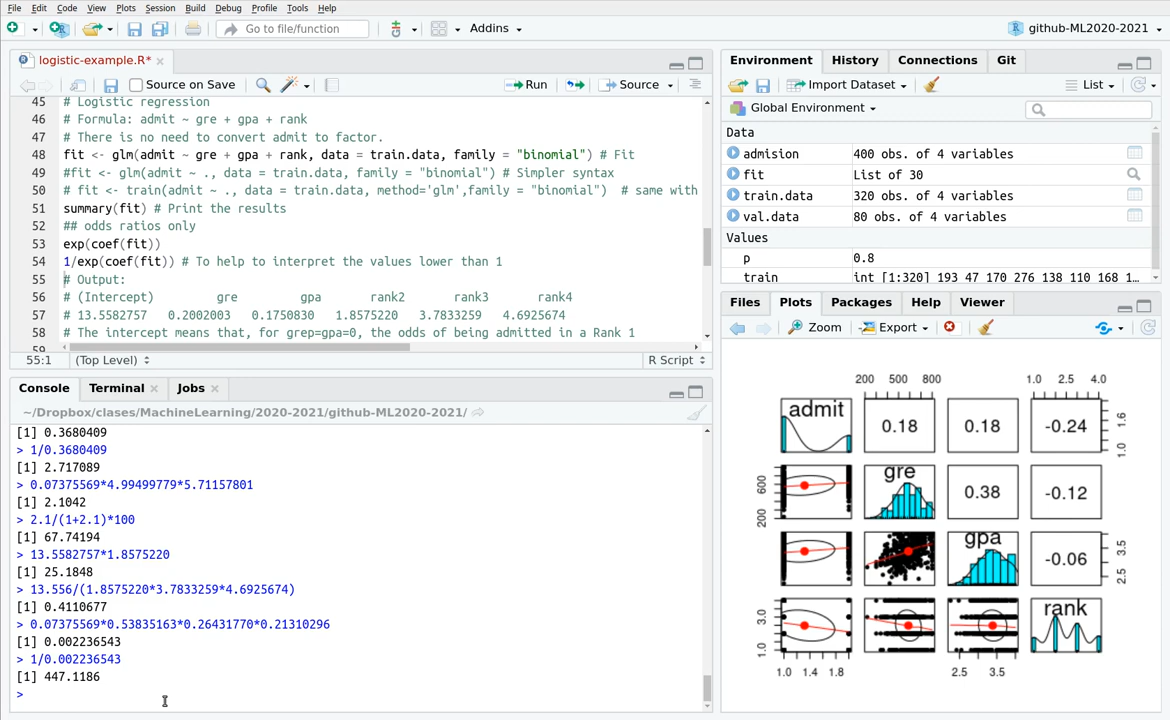 File Edit Code View Plots Session Build Debug Profile Tools Help
Go to file/function
Addins
github-ML2020-2021
logistic-example.R*
Source on Save
Run
Source
45 # Logistic regression
46 # Formula: admit ~ gre + gpa + rank
47 # There is no need to convert admit to factor.
48 fit <- glm(admit ~ gre + gpa + rank, data = train.data, family = "binomial") # Fit
49 #fit <- glm(admit ~ ., data = train.data, family = "binomial") # Simpler syntax
50 # fit <- train(admit ~ ., data = train.data, method='glm',family = "binomial")  # same with
51 summary(fit) # Print the results
52 ## odds ratios only
53 exp(coef(fit))
54 1/exp(coef(fit)) # To help to interpret the values lower than 1
55 # Output:
56 # (Intercept) gre gpa rank2 rank3 rank4
57 # 13.5582757 0.2002003 0.1750830 1.8575220 3.7833259 4.6925674
58 # The intercept means that, for grep=gpa=0, the odds of being admitted in a Rank 1
59
55:1 (Top Level) R Script
Console Terminal Jobs
~/Dropbox/clases/MachineLearning/2020-2021/github-ML2020-2021/
[1] 0.3680409
> 1/0.3680409
[1] 2.717089
> 0.07375569*4.99499779*5.71157801
[1] 2.1042
> 2.1/(1+2.1)*100
[1] 67.74194
> 13.5582757*1.8575220
[1] 25.1848
> 13.556/(1.8575220*3.7833259*4.6925674)
[1] 0.4110677
> 0.07375569*0.53835163*0.26431770*0.21310296
[1] 0.002236543
> 1/0.002236543
[1] 447.1186
>
Environment History Connections Git
Import Dataset
List
Global Environment
Data
admision 400 obs. of 4 variables
fit List of 30
train.data 320 obs. of 4 variables
val.data 80 obs. of 4 variables
Values
p 0.8
train int [1:320] 193 47 170 276 138 110 168 1…
Files Plots Packages Help Viewer
Zoom Export
200 500 800 1.0 2.5 4.0
admit 0.18 0.18 -0.24
1.0 1.6
gre 0.38 -0.12
200 600
gpa -0.06
2.5 3.5
rank
1.0 3.0
1.0 1.4 1.8 2.5 3.5